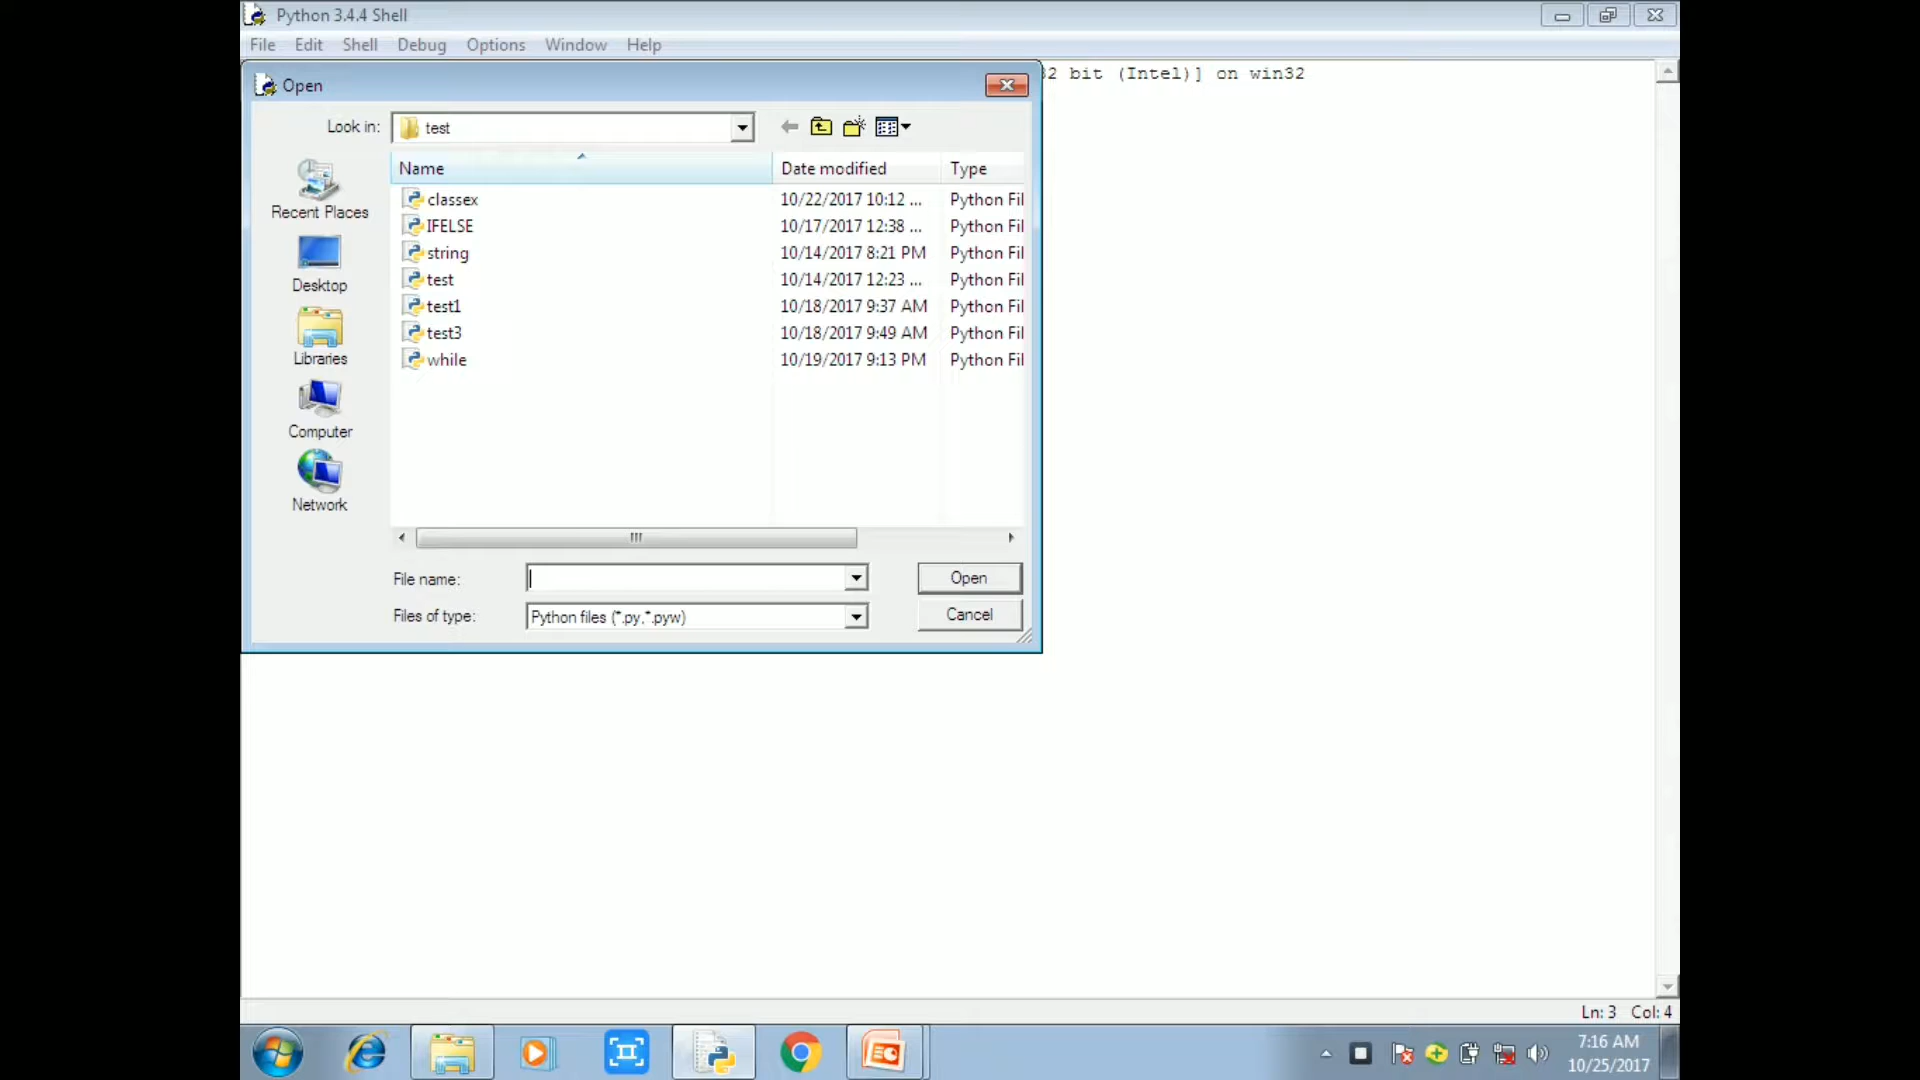 Python 3.4.4 Shell
File Edit Shell Debug Options Window Help
32 bit (Intel)] on win32
Open
Look in: test
Name Date modified Type
classex 10/22/2017 10:12 ... Python Fil
IFELSE 10/17/2017 12:38 ... Python Fil
string 10/14/2017 8:21 PM Python Fil
test 10/14/2017 12:23 ... Python Fil
test1 10/18/2017 9:37 AM Python Fil
test3 10/18/2017 9:49 AM Python Fil
while 10/19/2017 9:13 PM Python Fil
Recent Places
Desktop
Libraries
Computer
Network
File name: Open
Files of type: Python files (*.py,*.pyw) Cancel
Ln: 3 Col: 4
7:16 AM
10/25/2017